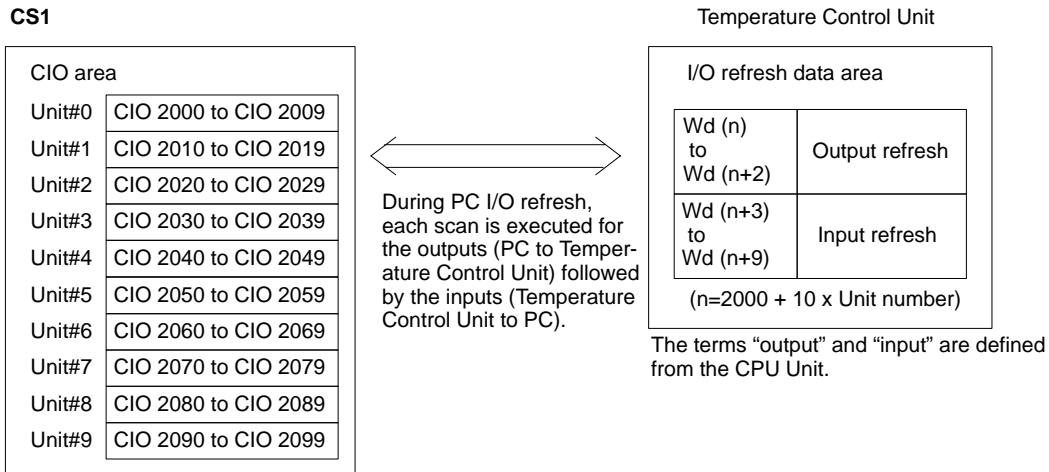 CS1
Temperature Control Unit
CIO area
Unit#0 CIO 2000 to CIO 2009
Unit#1 CIO 2010 to CIO 2019
Unit#2 CIO 2020 to CIO 2029
Unit#3 CIO 2030 to CIO 2039
Unit#4 CIO 2040 to CIO 2049
Unit#5 CIO 2050 to CIO 2059
Unit#6 CIO 2060 to CIO 2069
Unit#7 CIO 2070 to CIO 2079
Unit#8 CIO 2080 to CIO 2089
Unit#9 CIO 2090 to CIO 2099
During PC I/O refresh,
each scan is executed for
the outputs (PC to Temper-
ature Control Unit) followed
by the inputs (Temperature
Control Unit to PC).
I/O refresh data area
Wd (n)
to
Wd (n+2)
Output refresh
Wd (n+3)
to
Wd (n+9)
Input refresh
(n=2000 + 10 x Unit number)
The terms “output” and “input” are defined
from the CPU Unit.